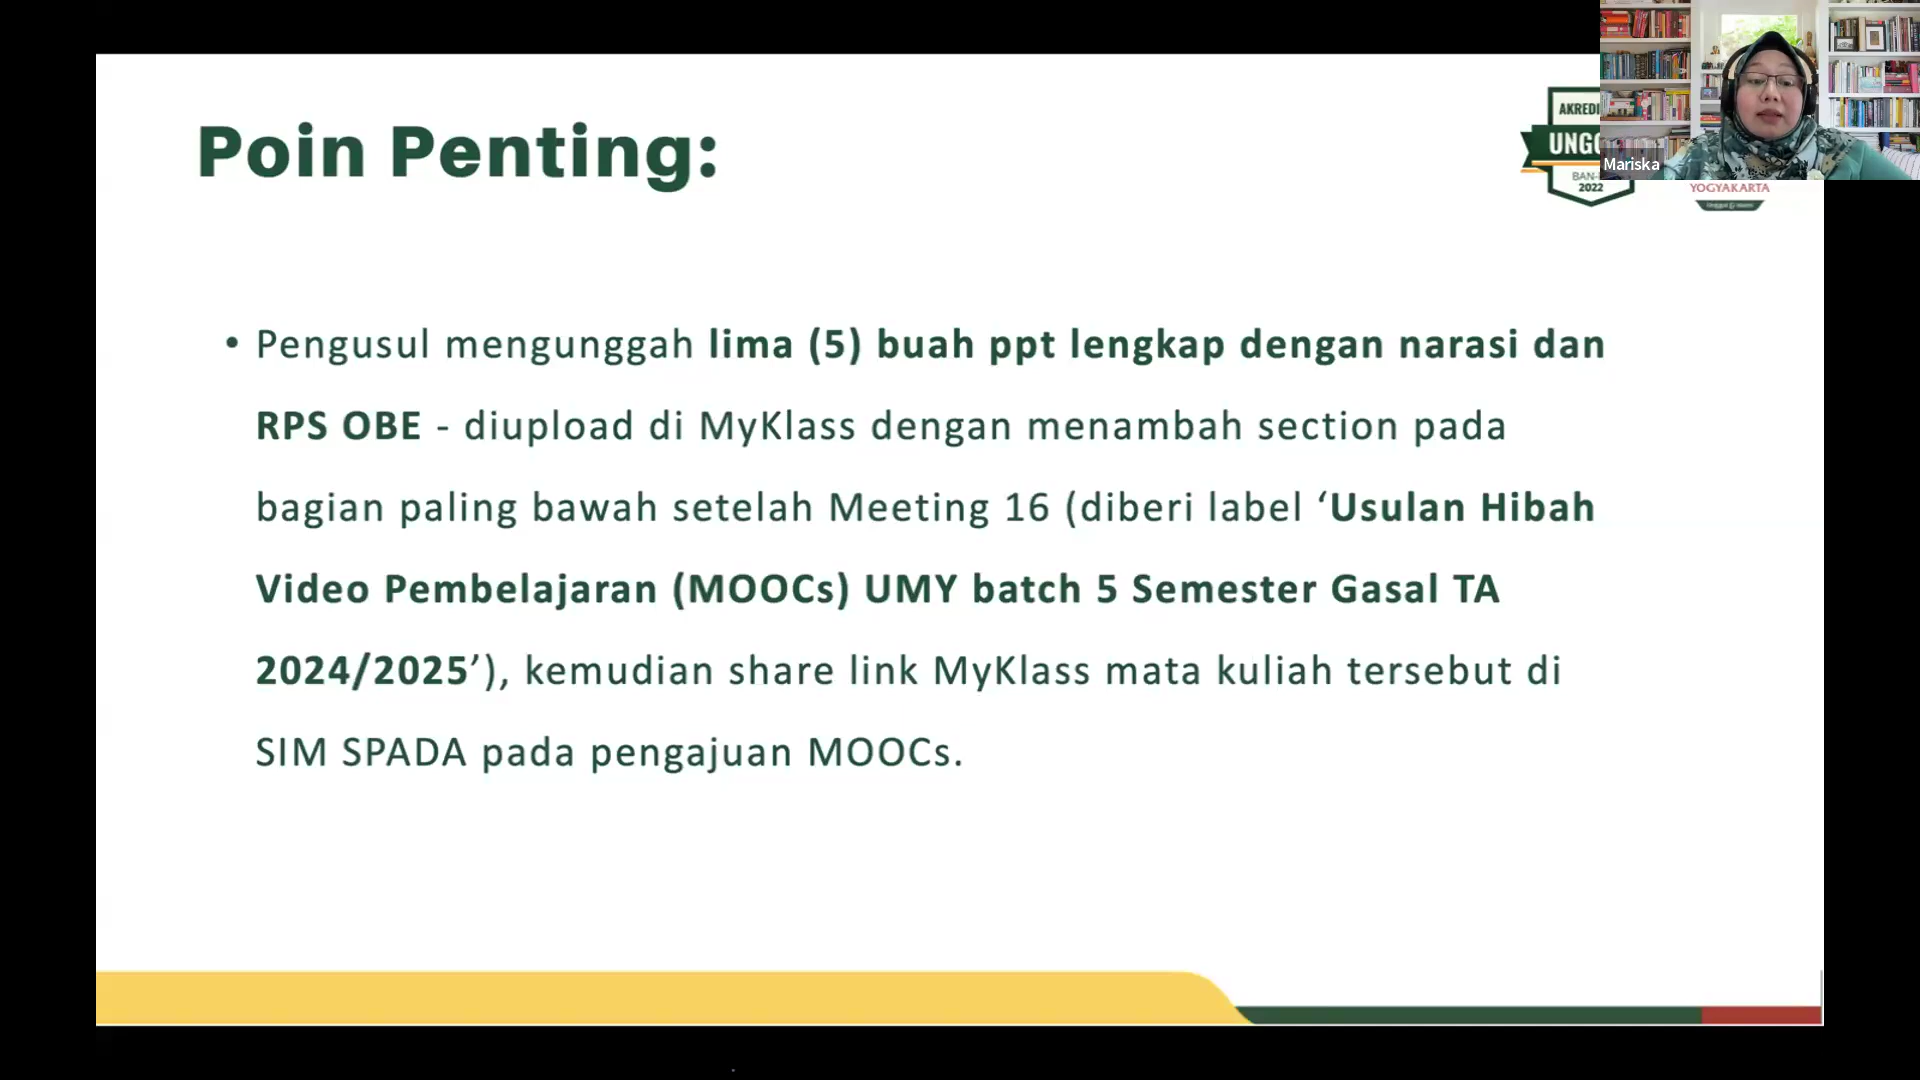 Poin Penting:
UNGG
2022
Mariska
YOGYAKARTA
• Pengusul mengunggah lima (5) buah ppt lengkap dengan narasi dan
RPS OBE - diupload di MyKlass dengan menambah section pada
bagian paling bawah setelah Meeting 16 (diberi label ‘Usulan Hibah
Video Pembelajaran (MOOCs) UMY batch 5 Semester Gasal TA
2024/2025’), kemudian share link MyKlass mata kuliah tersebut di
SIM SPADA pada pengajuan MOOCs.